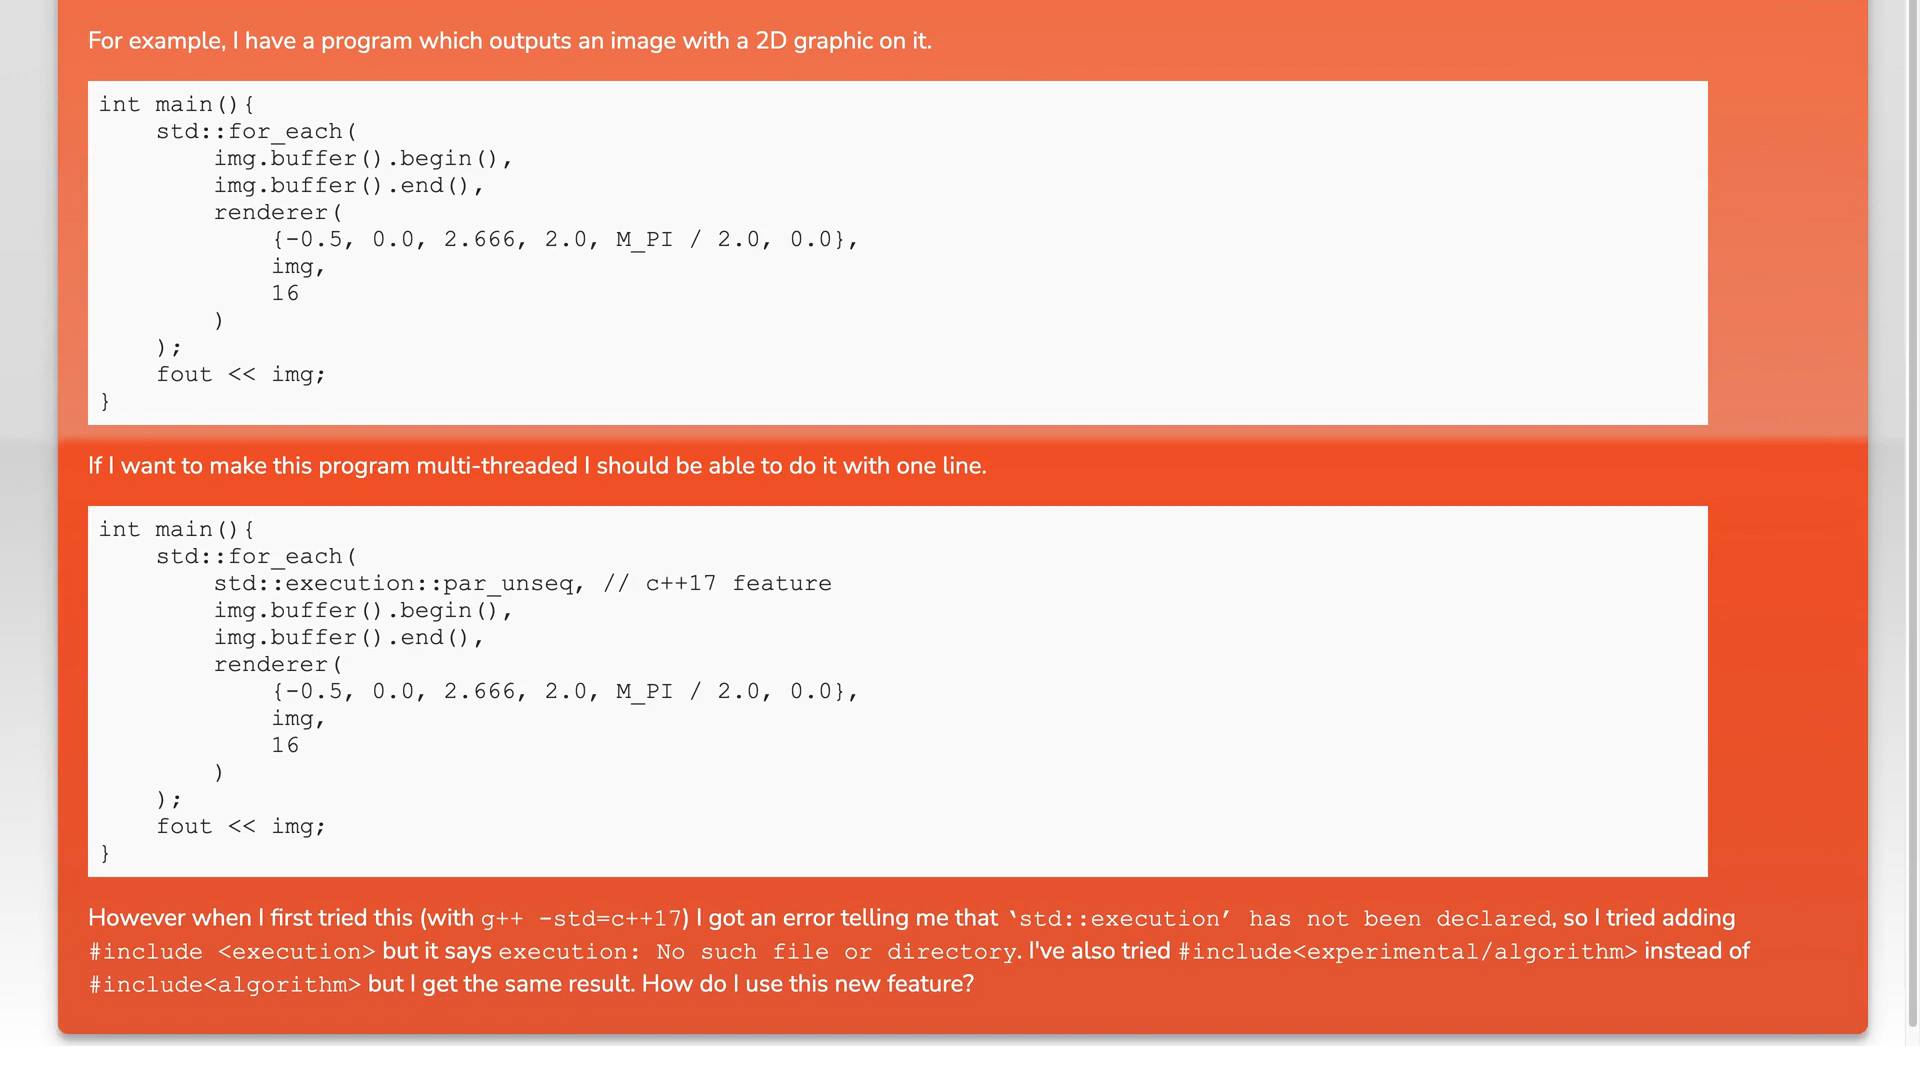 For example, I have a program which outputs an image with a 2D graphic on it.
int main(){
    std::for_each(
        img.buffer().begin(),
        img.buffer().end(),
        renderer(
            {-0.5, 0.0, 2.666, 2.0, M_PI / 2.0, 0.0},
            img,
            16
        )
    );
    fout << img;
}
If I want to make this program multi-threaded I should be able to do it with one line.
int main(){
    std::for_each(
        std::execution::par_unseq, // c++17 feature
        img.buffer().begin(),
        img.buffer().end(),
        renderer(
            {-0.5, 0.0, 2.666, 2.0, M_PI / 2.0, 0.0},
            img,
            16
        )
    );
    fout << img;
}
However when I first tried this (with g++ -std=c++17) I got an error telling me that ‘std::execution’ has not been declared, so I tried adding
#include <execution> but it says execution: No such file or directory. I've also tried #include<experimental/algorithm> instead of
#include<algorithm> but I get the same result. How do I use this new feature?